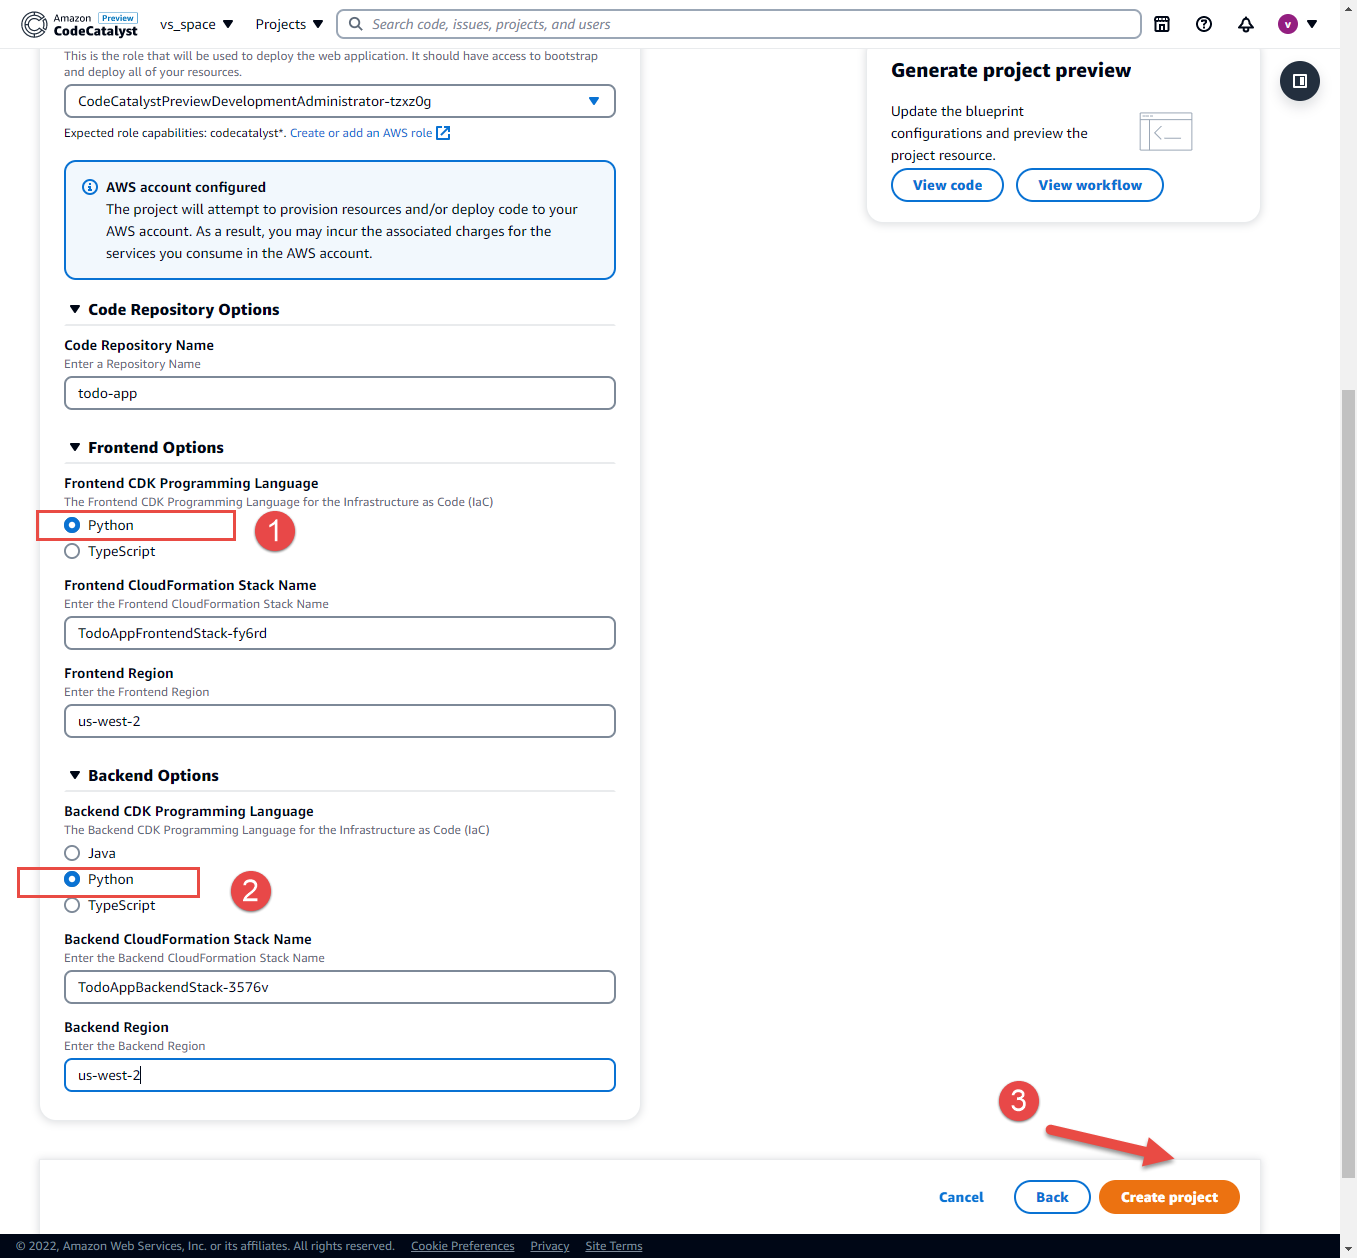 Amazon Preview
CodeCatalyst
vs_space
Projects
Search code, issues, projects, and users
v
This is the role that will be used to deploy the web application. It should have access to bootstrap
and deploy all of your resources.
CodeCatalystPreviewDevelopmentAdministrator-tzxz0g
Expected role capabilities: codecatalyst*. Create or add an AWS role
AWS account configured
The project will attempt to provision resources and/or deploy code to your
AWS account. As a result, you may incur the associated charges for the
services you consume in the AWS account.
Code Repository Options
Code Repository Name
Enter a Repository Name
todo-app
Frontend Options
Frontend CDK Programming Language
The Frontend CDK Programming Language for the Infrastructure as Code (IaC)
Python
1
TypeScript
Frontend CloudFormation Stack Name
Enter the Frontend CloudFormation Stack Name
TodoAppFrontendStack-fy6rd
Frontend Region
Enter the Frontend Region
us-west-2
Backend Options
Backend CDK Programming Language
The Backend CDK Programming Language for the Infrastructure as Code (IaC)
Java
Python
2
TypeScript
Backend CloudFormation Stack Name
Enter the Backend CloudFormation Stack Name
TodoAppBackendStack-3576v
Backend Region
Enter the Backend Region
us-west-2
Generate project preview
Update the blueprint
configurations and preview the
project resource.
View code
View workflow
3
Cancel
Back
Create project
© 2022, Amazon Web Services, Inc. or its affiliates. All rights reserved. Cookie Preferences Privacy Site Terms